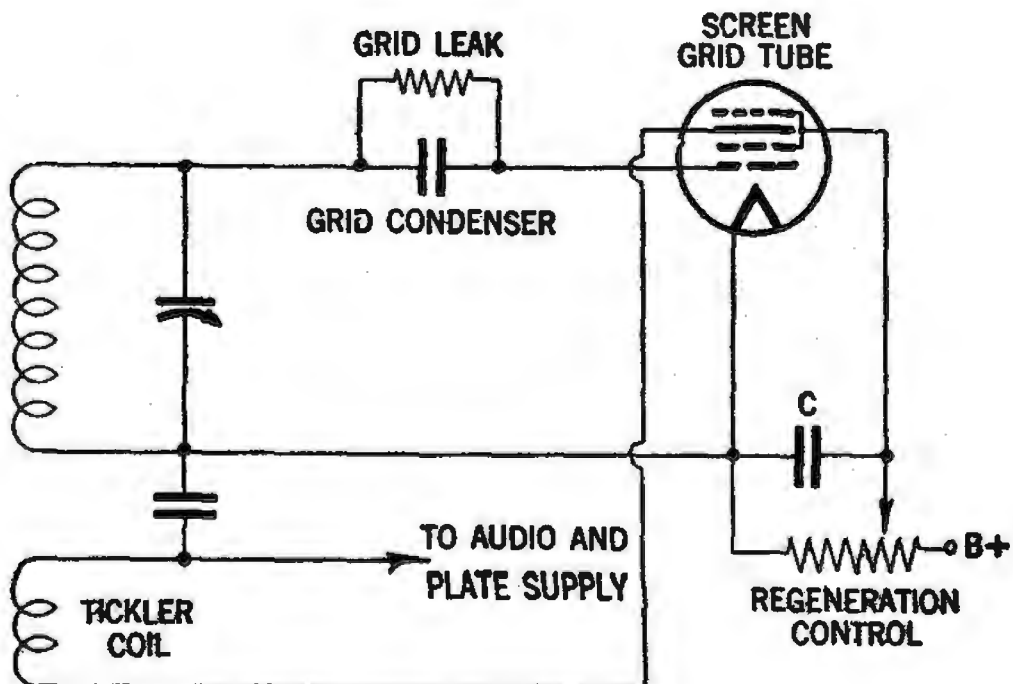 SCREEN
GRID TUBE
GRID LEAK
GRID CONDENSER
C
B+
TO AUDIO AND
PLATE SUPPLY
REGENERATION
CONTROL
TICKLER
COIL